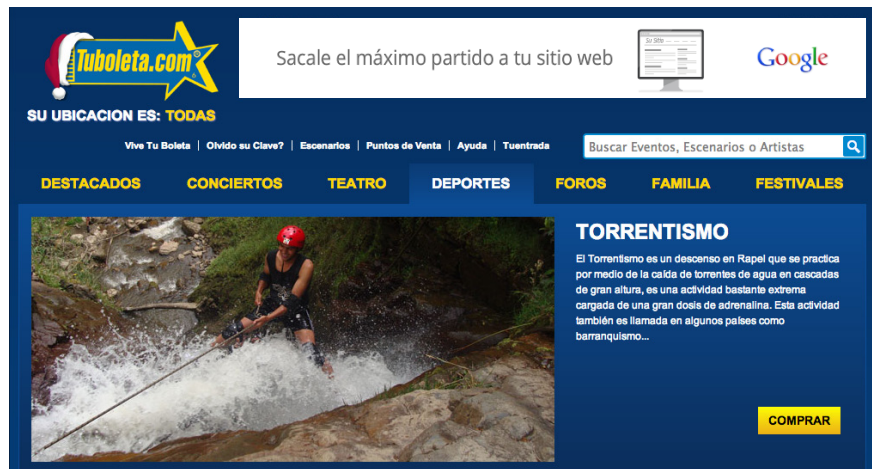 Tuboleta.com
Sacale el máximo partido a tu sitio web
Su Sitio
Google
SU UBICACION ES: TODAS
Vive Tu Boleta | Olvido su Clave? | Escenarios | Puntos de Venta | Ayuda | Tuentrada
Buscar Eventos, Escenarios o Artistas
DESTACADOS CONCIERTOS TEATRO DEPORTES FOROS FAMILIA FESTIVALES
TORRENTISMO
El Torrentismo es un descenso en Rapel que se practica
por medio de la caída de torrentes de agua en cascadas
de gran altura, es una actividad bastante extrema
cargada de una gran dosis de adrenalina. Esta actividad
también es llamada en algunos países como
barranquismo...
COMPRAR